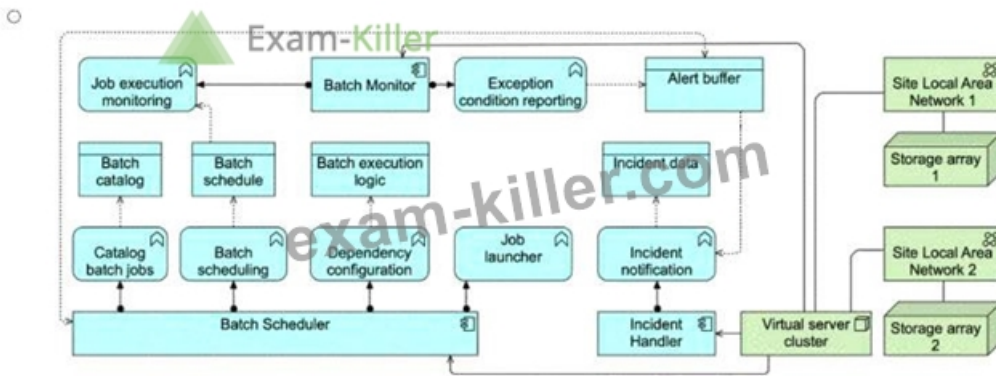 Exam-Killer
Job execution
monitoring
Batch Monitor
Exception
condition reporting
Alert buffer
Site Local Area
Network 1
Storage array
1
Batch
catalog
Batch
schedule
Batch execution
logic
Incident data
exam-killer.com
Catalog
batch jobs
Batch
scheduling
Dependency
configuration
Job
launcher
Incident
notification
Site Local Area
Network 2
Batch Scheduler
Incident
Handler
Virtual server
cluster
Storage array
2